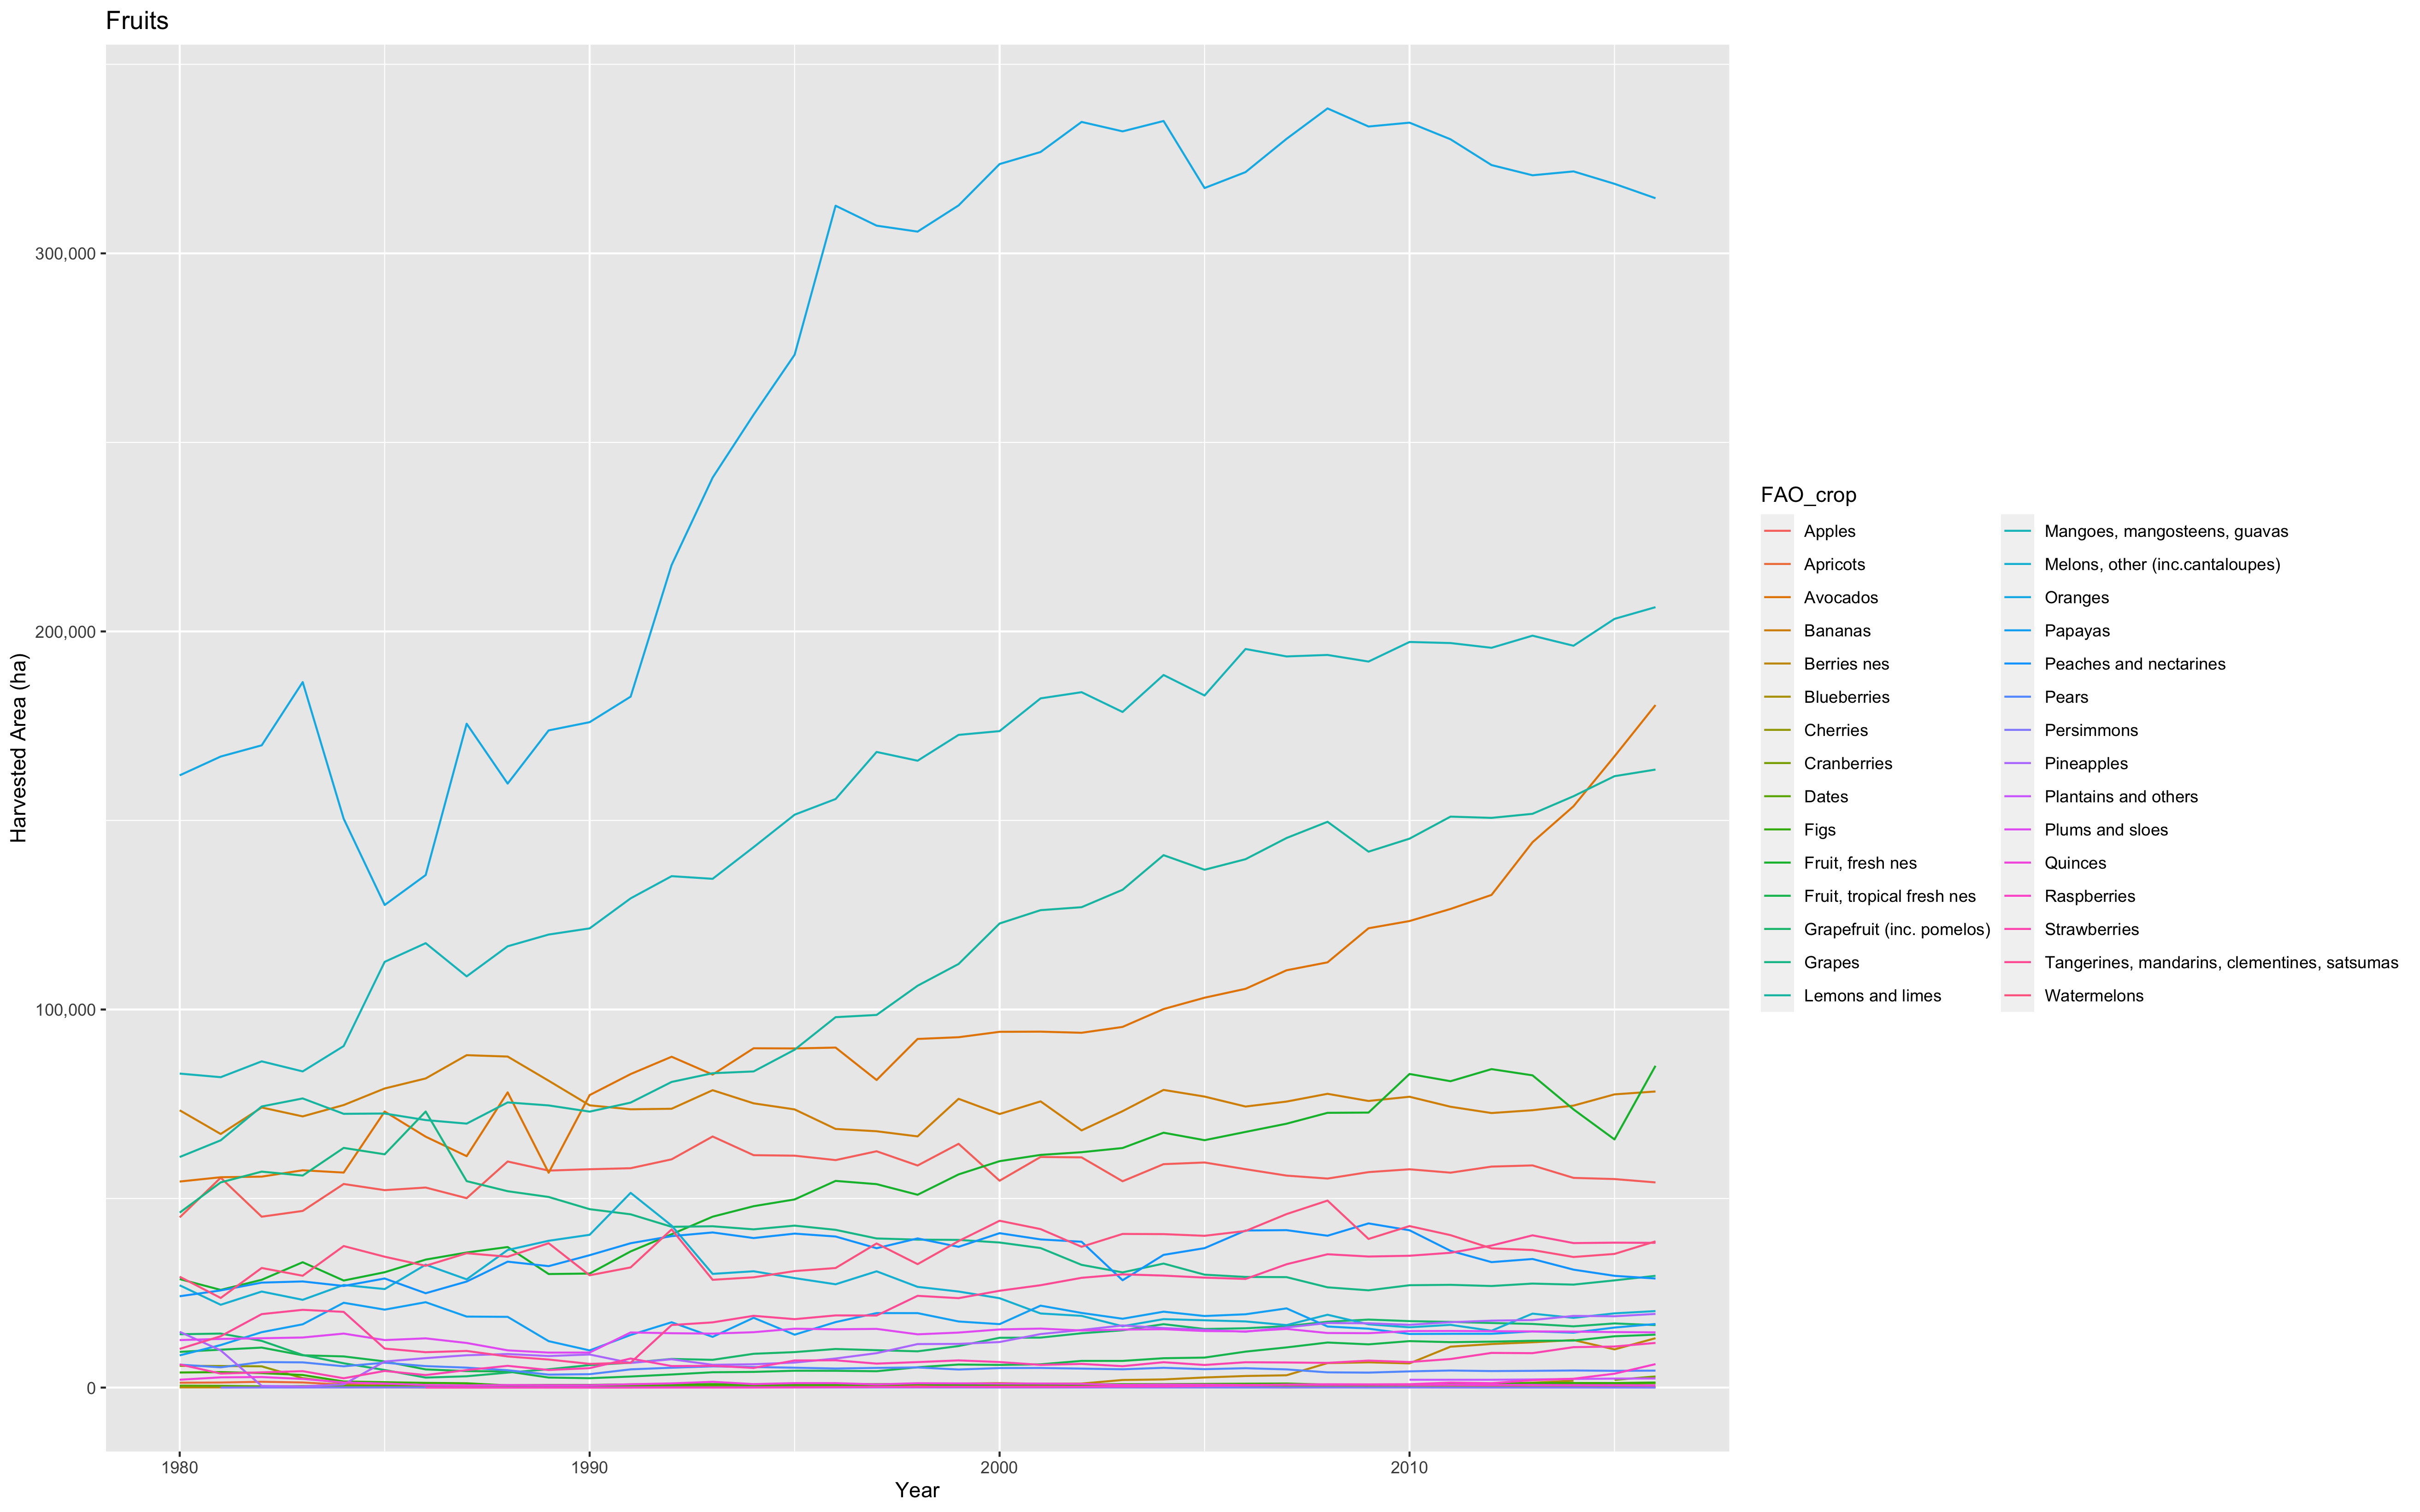 Fruits
300,000
200,000
100,000
0
Harvested Area (ha)
1980
1990
2000
2010
Year
FAO_crop
Apples
Apricots
Avocados
Bananas
Berries nes
Blueberries
Cherries
Cranberries
Dates
Figs
Fruit, fresh nes
Fruit, tropical fresh nes
Grapefruit (inc. pomelos)
Grapes
Lemons and limes
Mangoes, mangosteens, guavas
Melons, other (inc.cantaloupes)
Oranges
Papayas
Peaches and nectarines
Pears
Persimmons
Pineapples
Plantains and others
Plums and sloes
Quinces
Raspberries
Strawberries
Tangerines, mandarins, clementines, satsumas
Watermelons